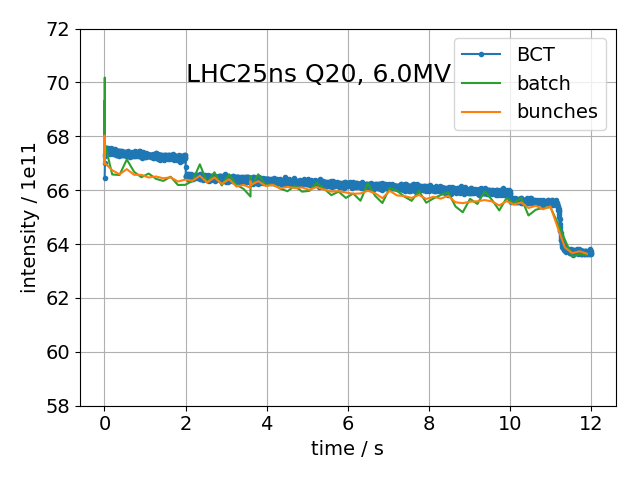 72
70
68
66
64
62
60
58
intensity / 1e11
LHC25ns Q20, 6.0MV
BCT
batch
bunches
0 2 4 6 8 10 12
time / s